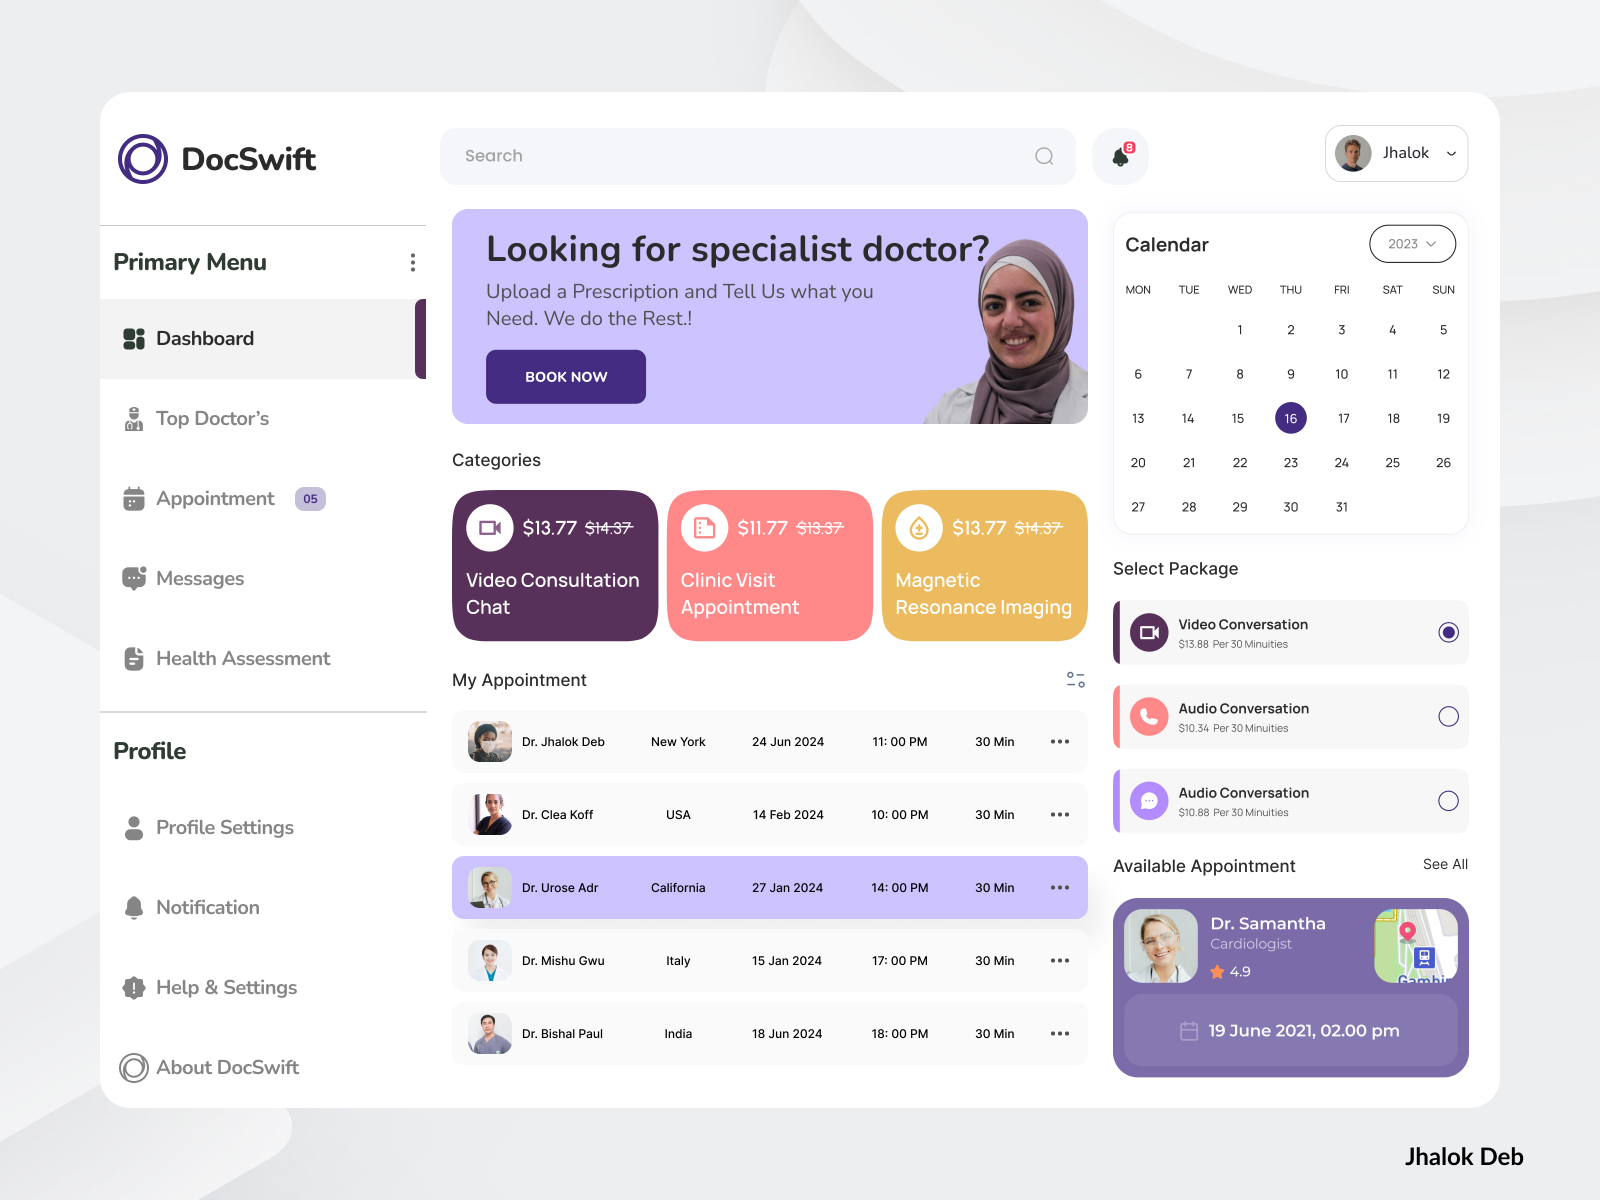 DocSwift
Search
8
Jhalok
Primary Menu
Dashboard
Top Doctor's
Appointment 05
Messages
Health Assessment
Profile
Profile Settings
Notification
Help & Settings
About DocSwift
Looking for specialist doctor?
Upload a Prescription and Tell Us what you
Need. We do the Rest.!
BOOK NOW
Categories
$13.77 $14.37
Video Consultation
Chat
$11.77 $13.37
Clinic Visit
Appointment
$13.77 $14.37
Magnetic
Resonance Imaging
My Appointment
Dr. Jhalok Deb New York 24 Jun 2024 11: 00 PM 30 Min
Dr. Clea Koff USA 14 Feb 2024 10: 00 PM 30 Min
Dr. Urose Adr California 27 Jan 2024 14: 00 PM 30 Min
Dr. Mishu Gwu Italy 15 Jan 2024 17: 00 PM 30 Min
Dr. Bishal Paul India 18 Jun 2024 18: 00 PM 30 Min
Calendar 2023
MON TUE WED THU FRI SAT SUN
1 2 3 4 5
6 7 8 9 10 11 12
13 14 15 16 17 18 19
20 21 22 23 24 25 26
27 28 29 30 31
Select Package
Video Conversation
$13.88 Per 30 Minuities
Audio Conversation
$10.34 Per 30 Minuities
Audio Conversation
$10.88 Per 30 Minuities
Available Appointment See All
Dr. Samantha
Cardiologist
4.9
19 June 2021, 02.00 pm
Jhalok Deb